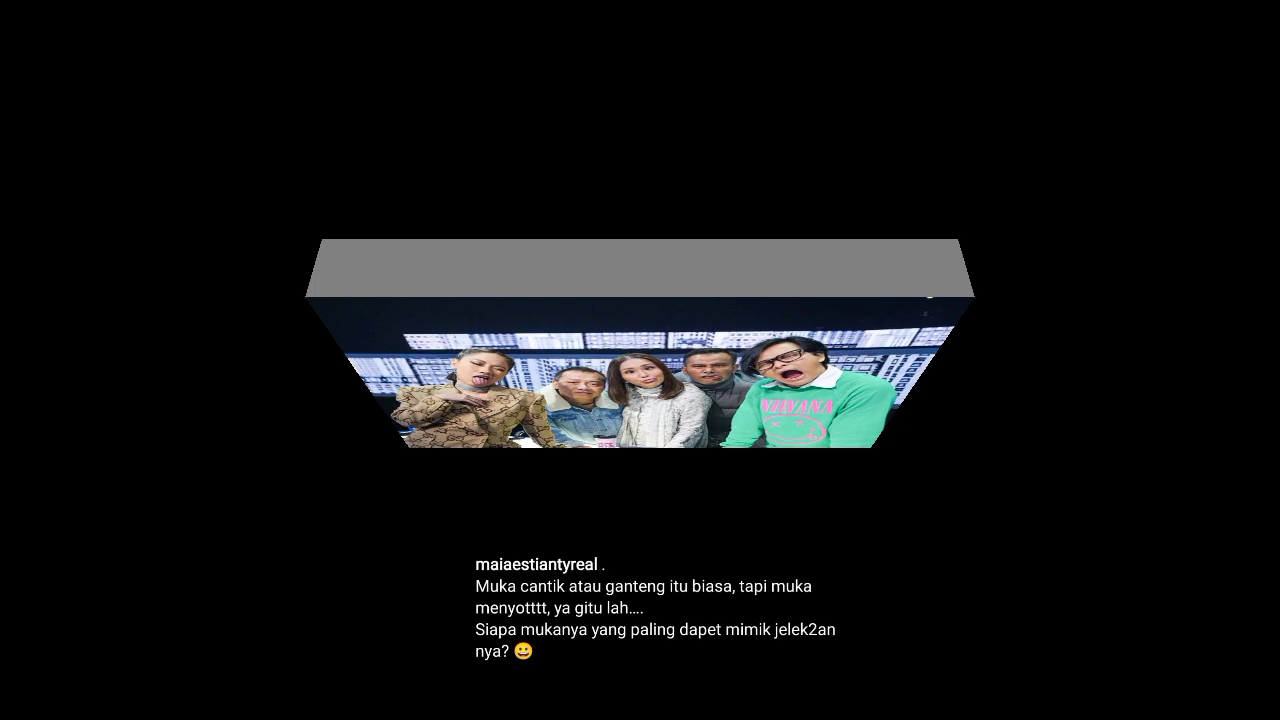 NIRVANA
maiaestiantyreal .
Muka cantik atau ganteng itu biasa, tapi muka
menyotttt, ya gitu lah....
Siapa mukanya yang paling dapet mimik jelek2an
nya? 😀